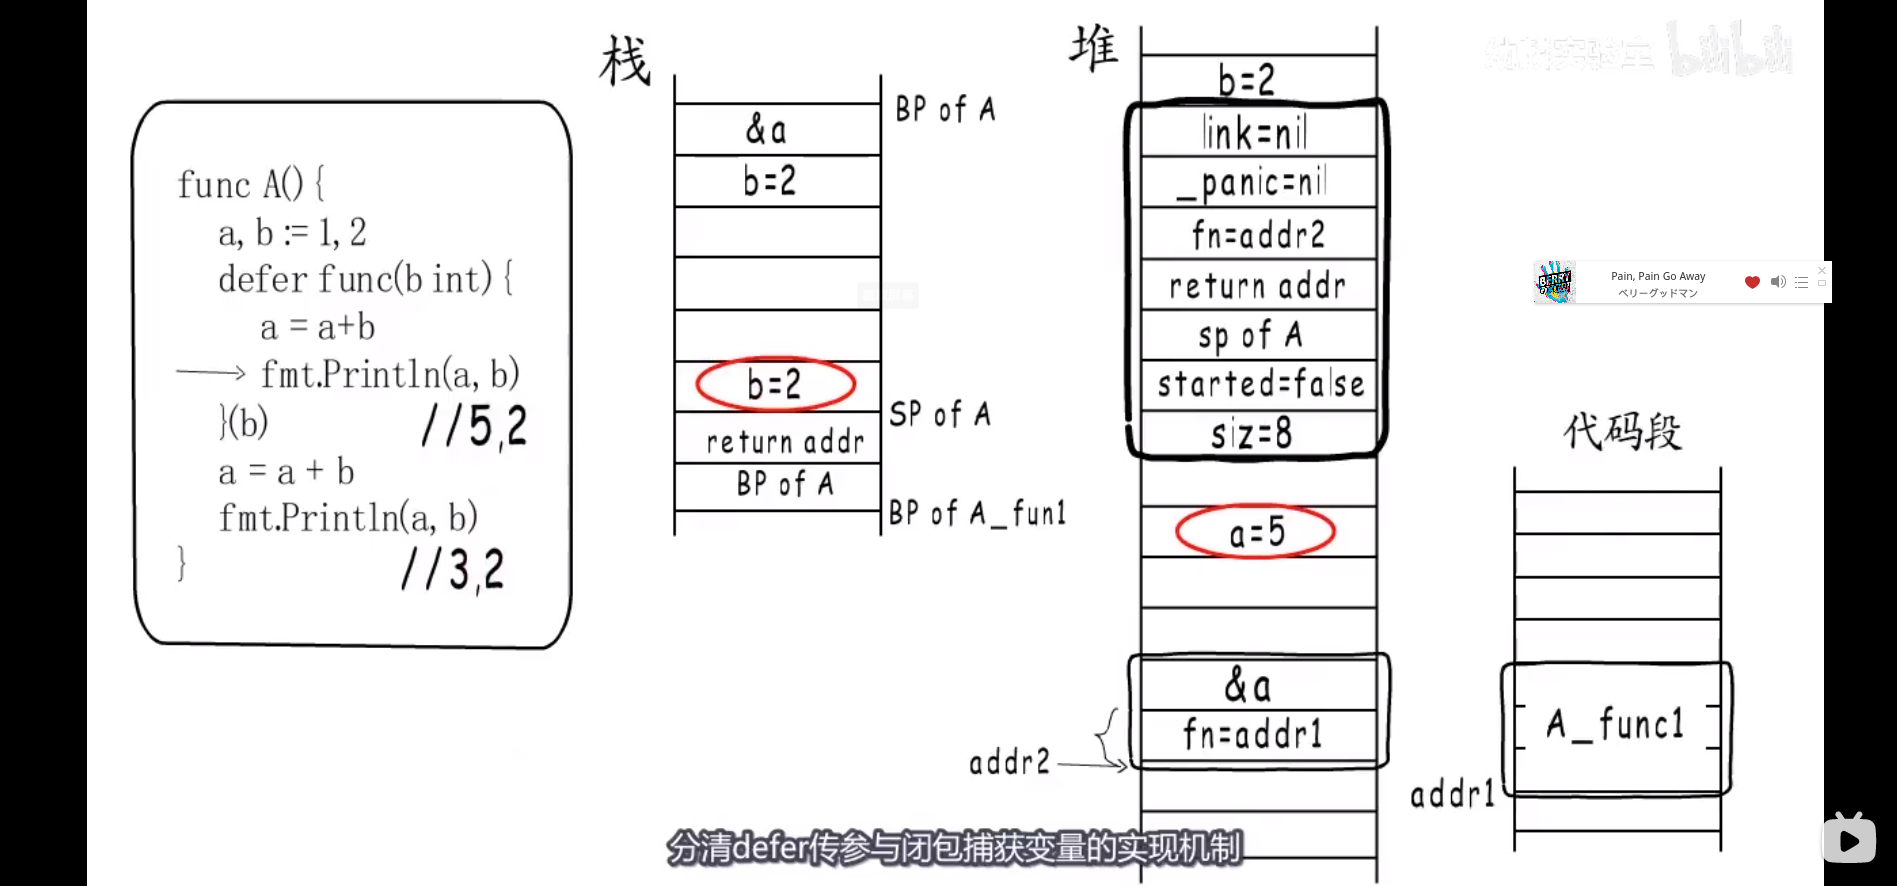 func A() {
a, b := 1, 2
defer func(b int) {
a = a+b
fmt.Println(a, b)
}(b) //5,2
a = a + b
fmt.Println(a, b)
} //3,2
栈
BP of A
&a
b=2
b=2
SP of A
return addr
BP of A
BP of A_fun1
堆
b=2
link=nil
_panic=nil
fn=addr2
return addr
sp of A
started=false
siz=8
a=5
&a
fn=addr1
addr2
代码段
A_func1
addr1
bilibili
BERRY
Pain, Pain Go Away
ベリーグッドマン
分清defer传参与闭包捕获变量的实现机制